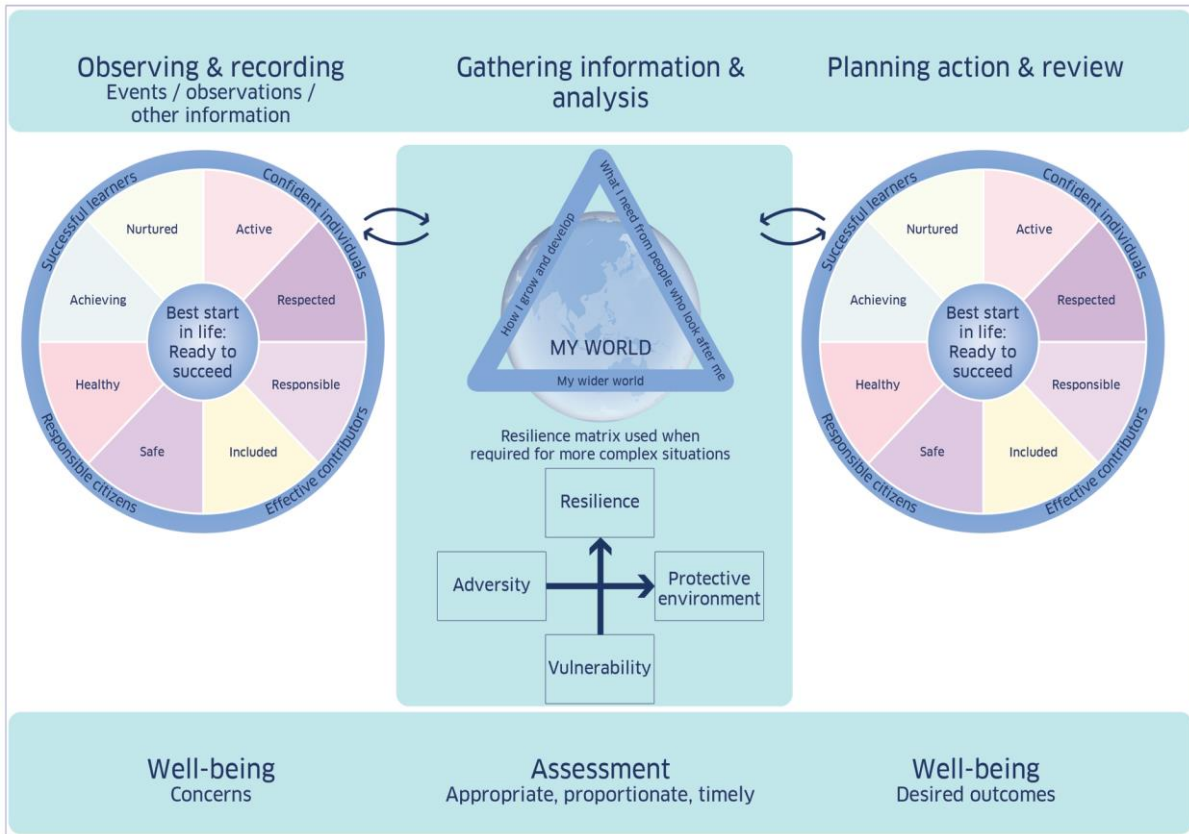 Observing & recording
Events / observations /
other information
Gathering information &
analysis
Planning action & review
Successful learners
Confident individuals
Responsible citizens
Effective contributors
Nurtured
Active
Achieving
Respected
Best start
in life:
Ready to
succeed
Healthy
Responsible
Safe
Included
How I grow and develop
What I need from people who look after me
MY WORLD
My wider world
Resilience matrix used when
required for more complex situations
Resilience
Adversity
Protective
environment
Vulnerability
Successful learners
Confident individuals
Responsible citizens
Effective contributors
Nurtured
Active
Achieving
Respected
Best start
in life:
Ready to
succeed
Healthy
Responsible
Safe
Included
Well-being
Concerns
Assessment
Appropriate, proportionate, timely
Well-being
Desired outcomes